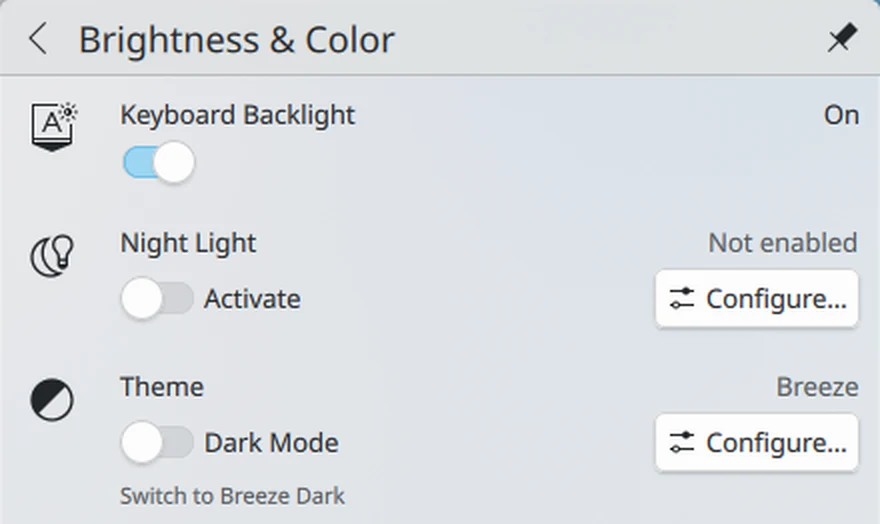 Brightness & Color
Keyboard Backlight On
Night Light Not enabled
Activate Configure...
Theme Breeze
Dark Mode Configure...
Switch to Breeze Dark